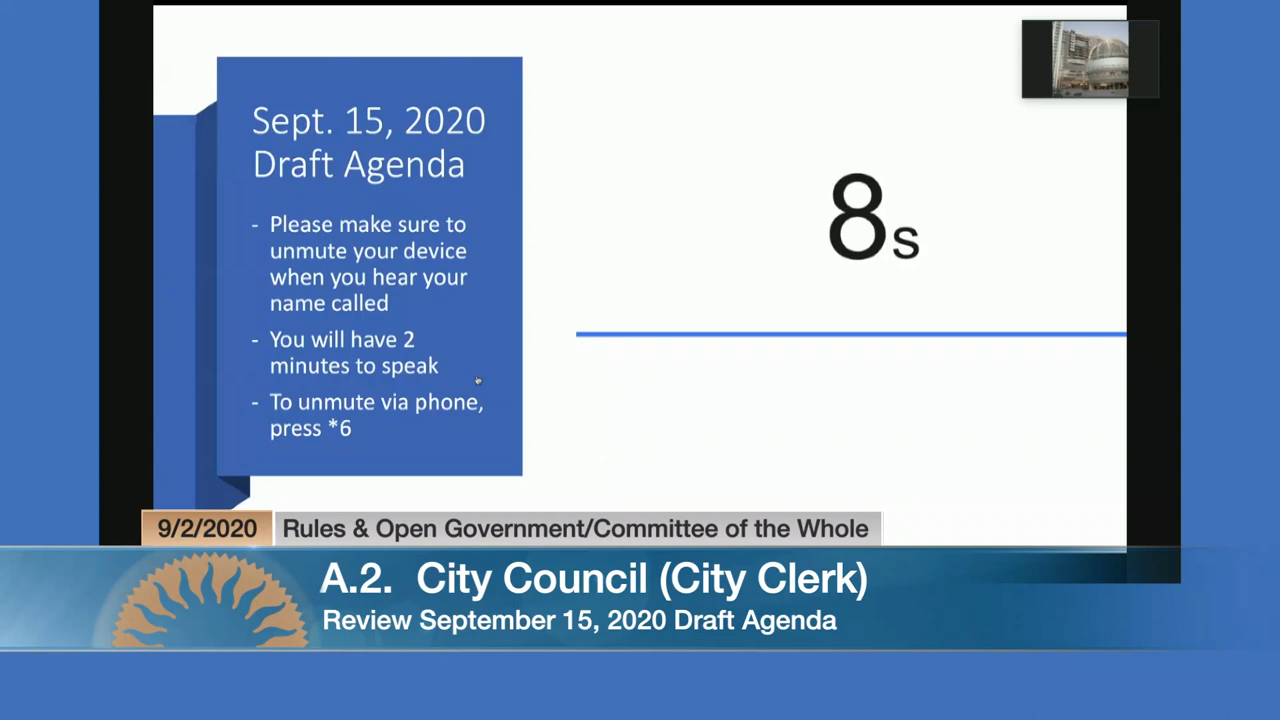 Sept. 15, 2020
Draft Agenda
- Please make sure to
unmute your device
when you hear your
name called
- You will have 2
minutes to speak
- To unmute via phone,
press *6
8s
9/2/2020 Rules & Open Government/Committee of the Whole
A.2. City Council (City Clerk)
Review September 15, 2020 Draft Agenda